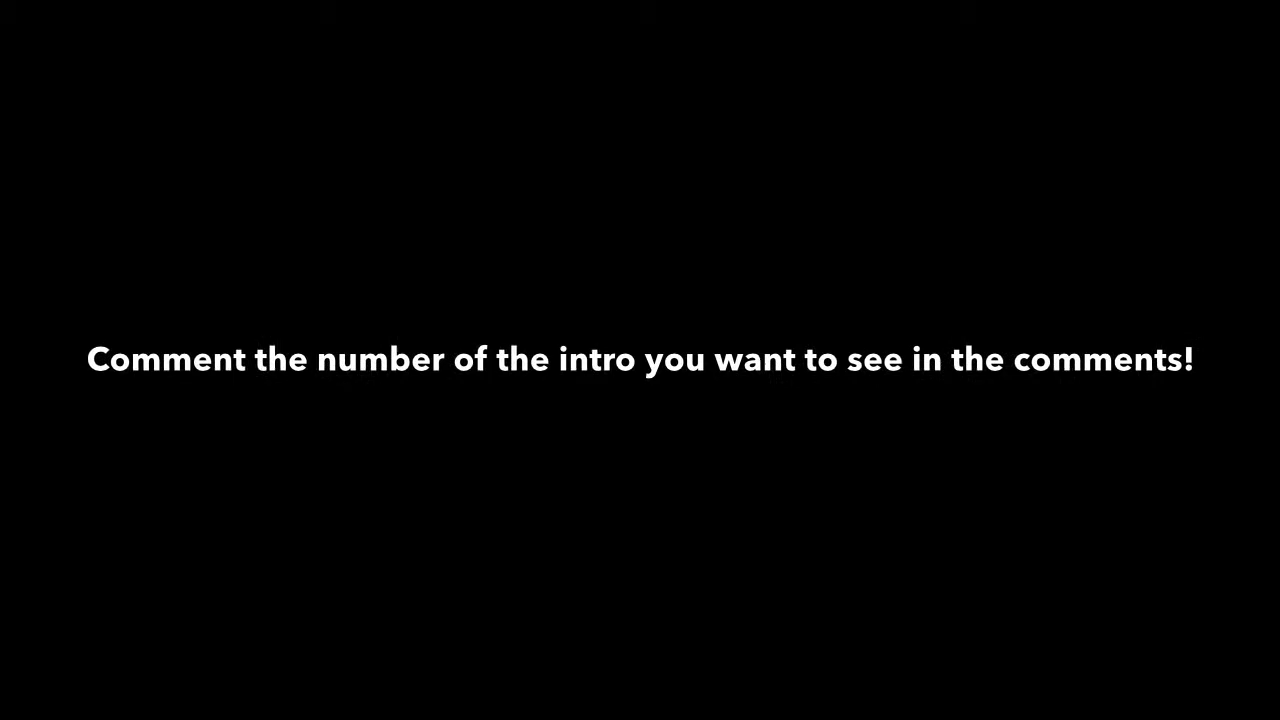 Comment the number of the intro you want to see in the comments!